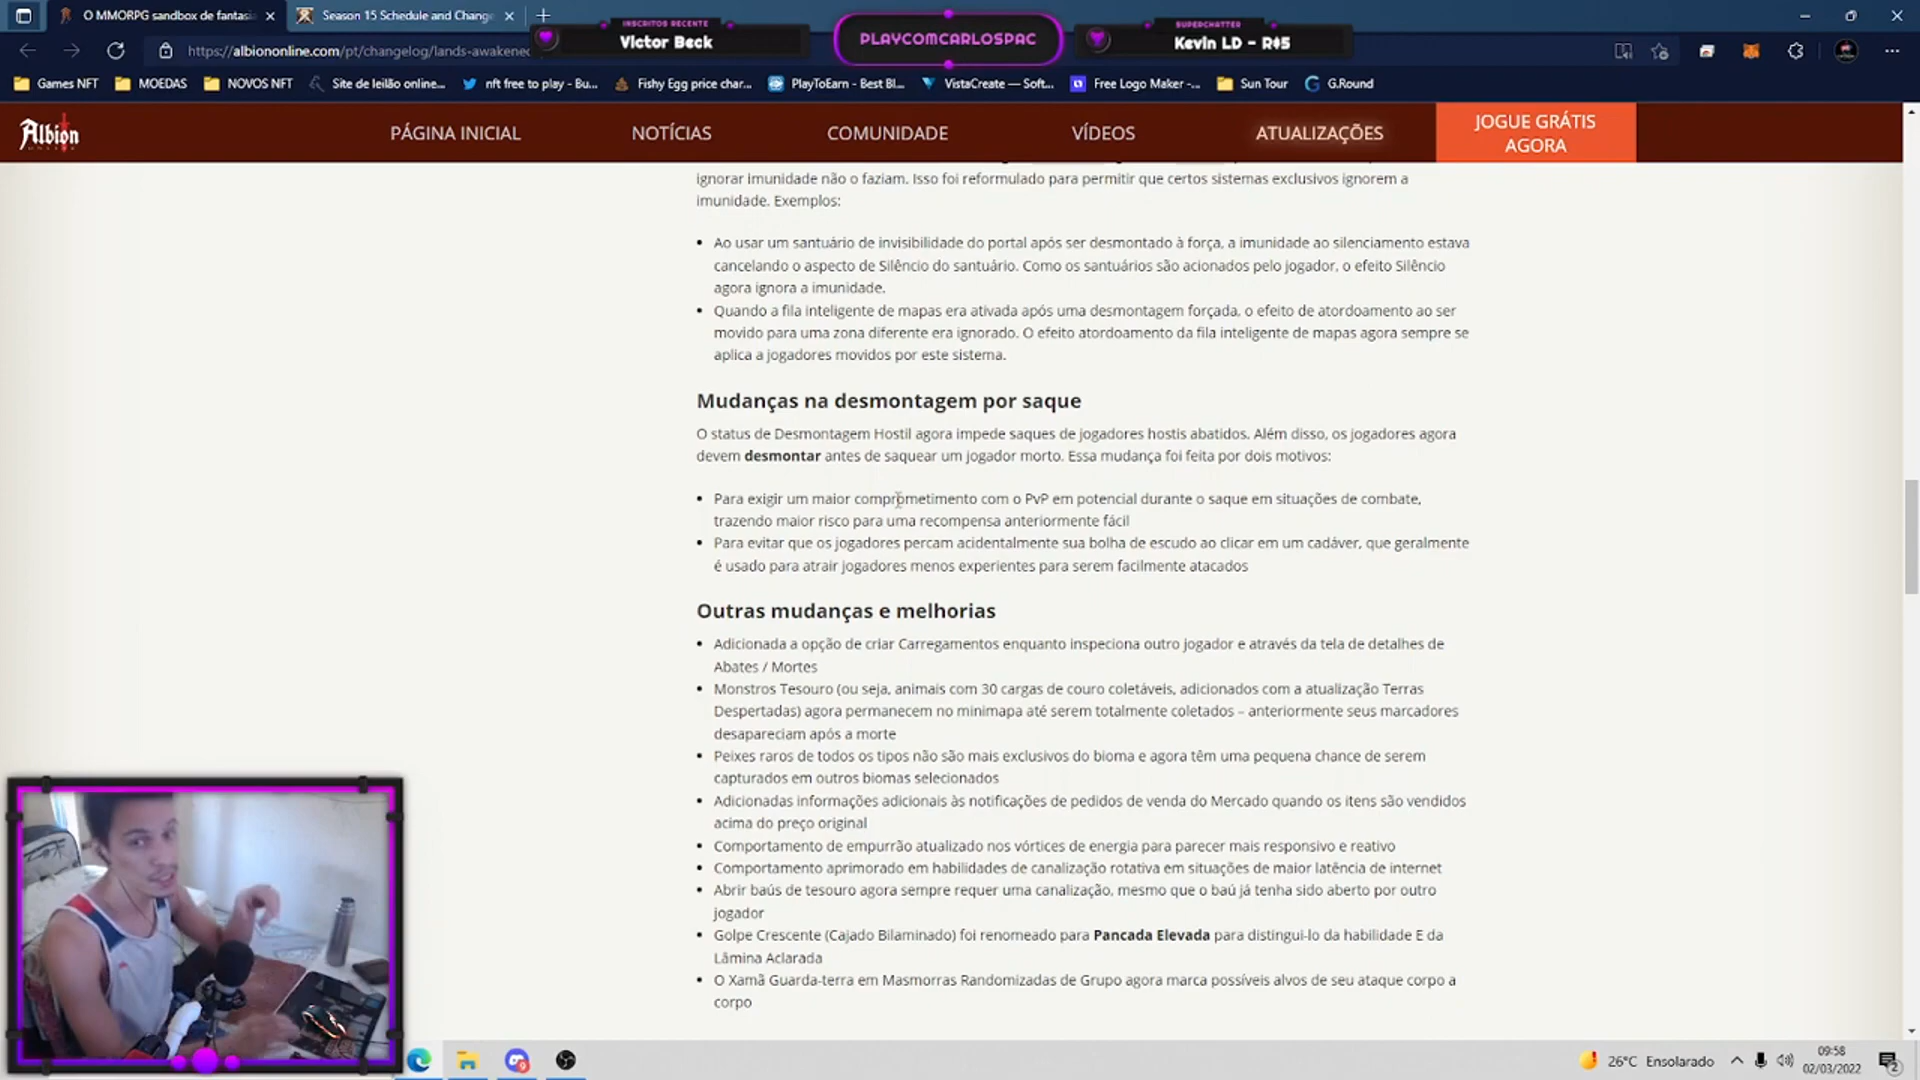 O MMORPG sandbox de fantasia
Season 15 Schedule and Change
INSCRITOS RECENTE
Victor Beck
PLAYCOMCARLOSPAC
SUPERCHATTER
Kevin LD - R$5
https://albiononline.com/pt/changelog/lands-awakened
Games NFT
MOEDAS
NOVOS NFT
Site de leilão online...
nft free to play - Bu...
Fishy Egg price char...
PlayToEarn - Best Bl...
VistaCreate — Soft...
Free Logo Maker -...
Sun Tour
G.Round
Albion
ONLINE
PÁGINA INICIAL
NOTÍCIAS
COMUNIDADE
VÍDEOS
ATUALIZAÇÕES
JOGUE GRÁTIS
AGORA
ignorar imunidade não o faziam. Isso foi reformulado para permitir que certos sistemas exclusivos ignorem a
imunidade. Exemplos:
• Ao usar um santuário de invisibilidade do portal após ser desmontado à força, a imunidade ao silenciamento estava
cancelando o aspecto de Silêncio do santuário. Como os santuários são acionados pelo jogador, o efeito Silêncio
agora ignora a imunidade.
• Quando a fila inteligente de mapas era ativada após uma desmontagem forçada, o efeito de atordoamento ao ser
movido para uma zona diferente era ignorado. O efeito atordoamento da fila inteligente de mapas agora sempre se
aplica a jogadores movidos por este sistema.
Mudanças na desmontagem por saque
O status de Desmontagem Hostil agora impede saques de jogadores hostis abatidos. Além disso, os jogadores agora
devem desmontar antes de saquear um jogador morto. Essa mudança foi feita por dois motivos:
• Para exigir um maior comprometimento com o PvP em potencial durante o saque em situações de combate,
trazendo maior risco para uma recompensa anteriormente fácil
• Para evitar que os jogadores percam acidentalmente sua bolha de escudo ao clicar em um cadáver, que geralmente
é usado para atrair jogadores menos experientes para serem facilmente atacados
Outras mudanças e melhorias
• Adicionada a opção de criar Carregamentos enquanto inspeciona outro jogador e através da tela de detalhes de
Abates / Mortes
• Monstros Tesouro (ou seja, animais com 30 cargas de couro coletáveis, adicionados com a atualização Terras
Despertadas) agora permanecem no minimapa até serem totalmente coletados – anteriormente seus marcadores
desapareciam após a morte
• Peixes raros de todos os tipos não são mais exclusivos do bioma e agora têm uma pequena chance de serem
capturados em outros biomas selecionados
• Adicionadas informações adicionais às notificações de pedidos de venda do Mercado quando os itens são vendidos
acima do preço original
• Comportamento de empurrão atualizado nos vórtices de energia para parecer mais responsivo e reativo
• Comportamento aprimorado em habilidades de canalização rotativa em situações de maior latência de internet
• Abrir baús de tesouro agora sempre requer uma canalização, mesmo que o baú já tenha sido aberto por outro
jogador
• Golpe Crescente (Cajado Bilaminado) foi renomeado para Pancada Elevada para distingui-lo da habilidade E da
Lâmina Aclarada
• O Xamã Guarda-terra em Masmorras Randomizadas de Grupo agora marca possíveis alvos de seu ataque corpo a
corpo
26°C Ensolarado
09:58
02/03/2022
2